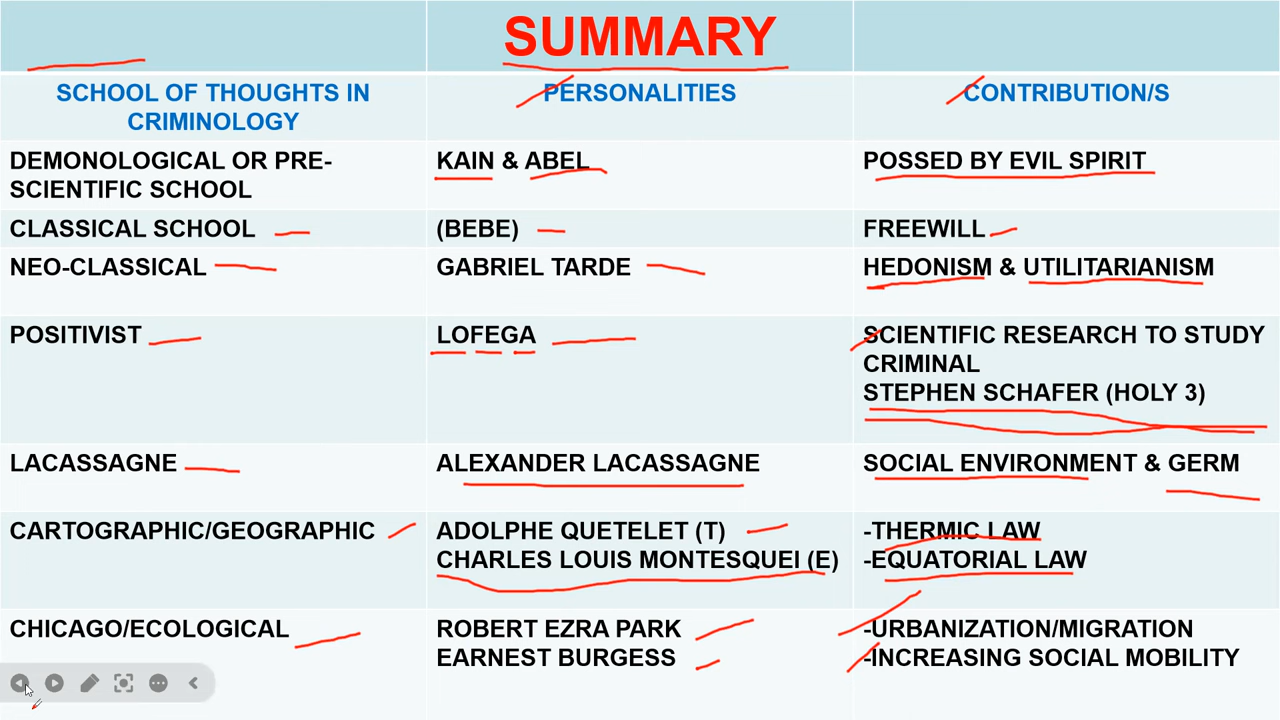 SUMMARY
SCHOOL OF THOUGHTS IN
CRIMINOLOGY
PERSONALITIES
CONTRIBUTION/S
DEMONOLOGICAL OR PRE-
SCIENTIFIC SCHOOL
KAIN & ABEL
POSSED BY EVIL SPIRIT
CLASSICAL SCHOOL
(BEBE)
FREEWILL
NEO-CLASSICAL
GABRIEL TARDE
HEDONISM & UTILITARIANISM
POSITIVIST
LOFEGA
SCIENTIFIC RESEARCH TO STUDY
CRIMINAL
STEPHEN SCHAFER (HOLY 3)
LACASSAGNE
ALEXANDER LACASSAGNE
SOCIAL ENVIRONMENT & GERM
CARTOGRAPHIC/GEOGRAPHIC
ADOLPHE QUETELET (T)
CHARLES LOUIS MONTESQUEI (E)
-THERMIC LAW
-EQUATORIAL LAW
CHICAGO/ECOLOGICAL
ROBERT EZRA PARK
EARNEST BURGESS
-URBANIZATION/MIGRATION
-INCREASING SOCIAL MOBILITY